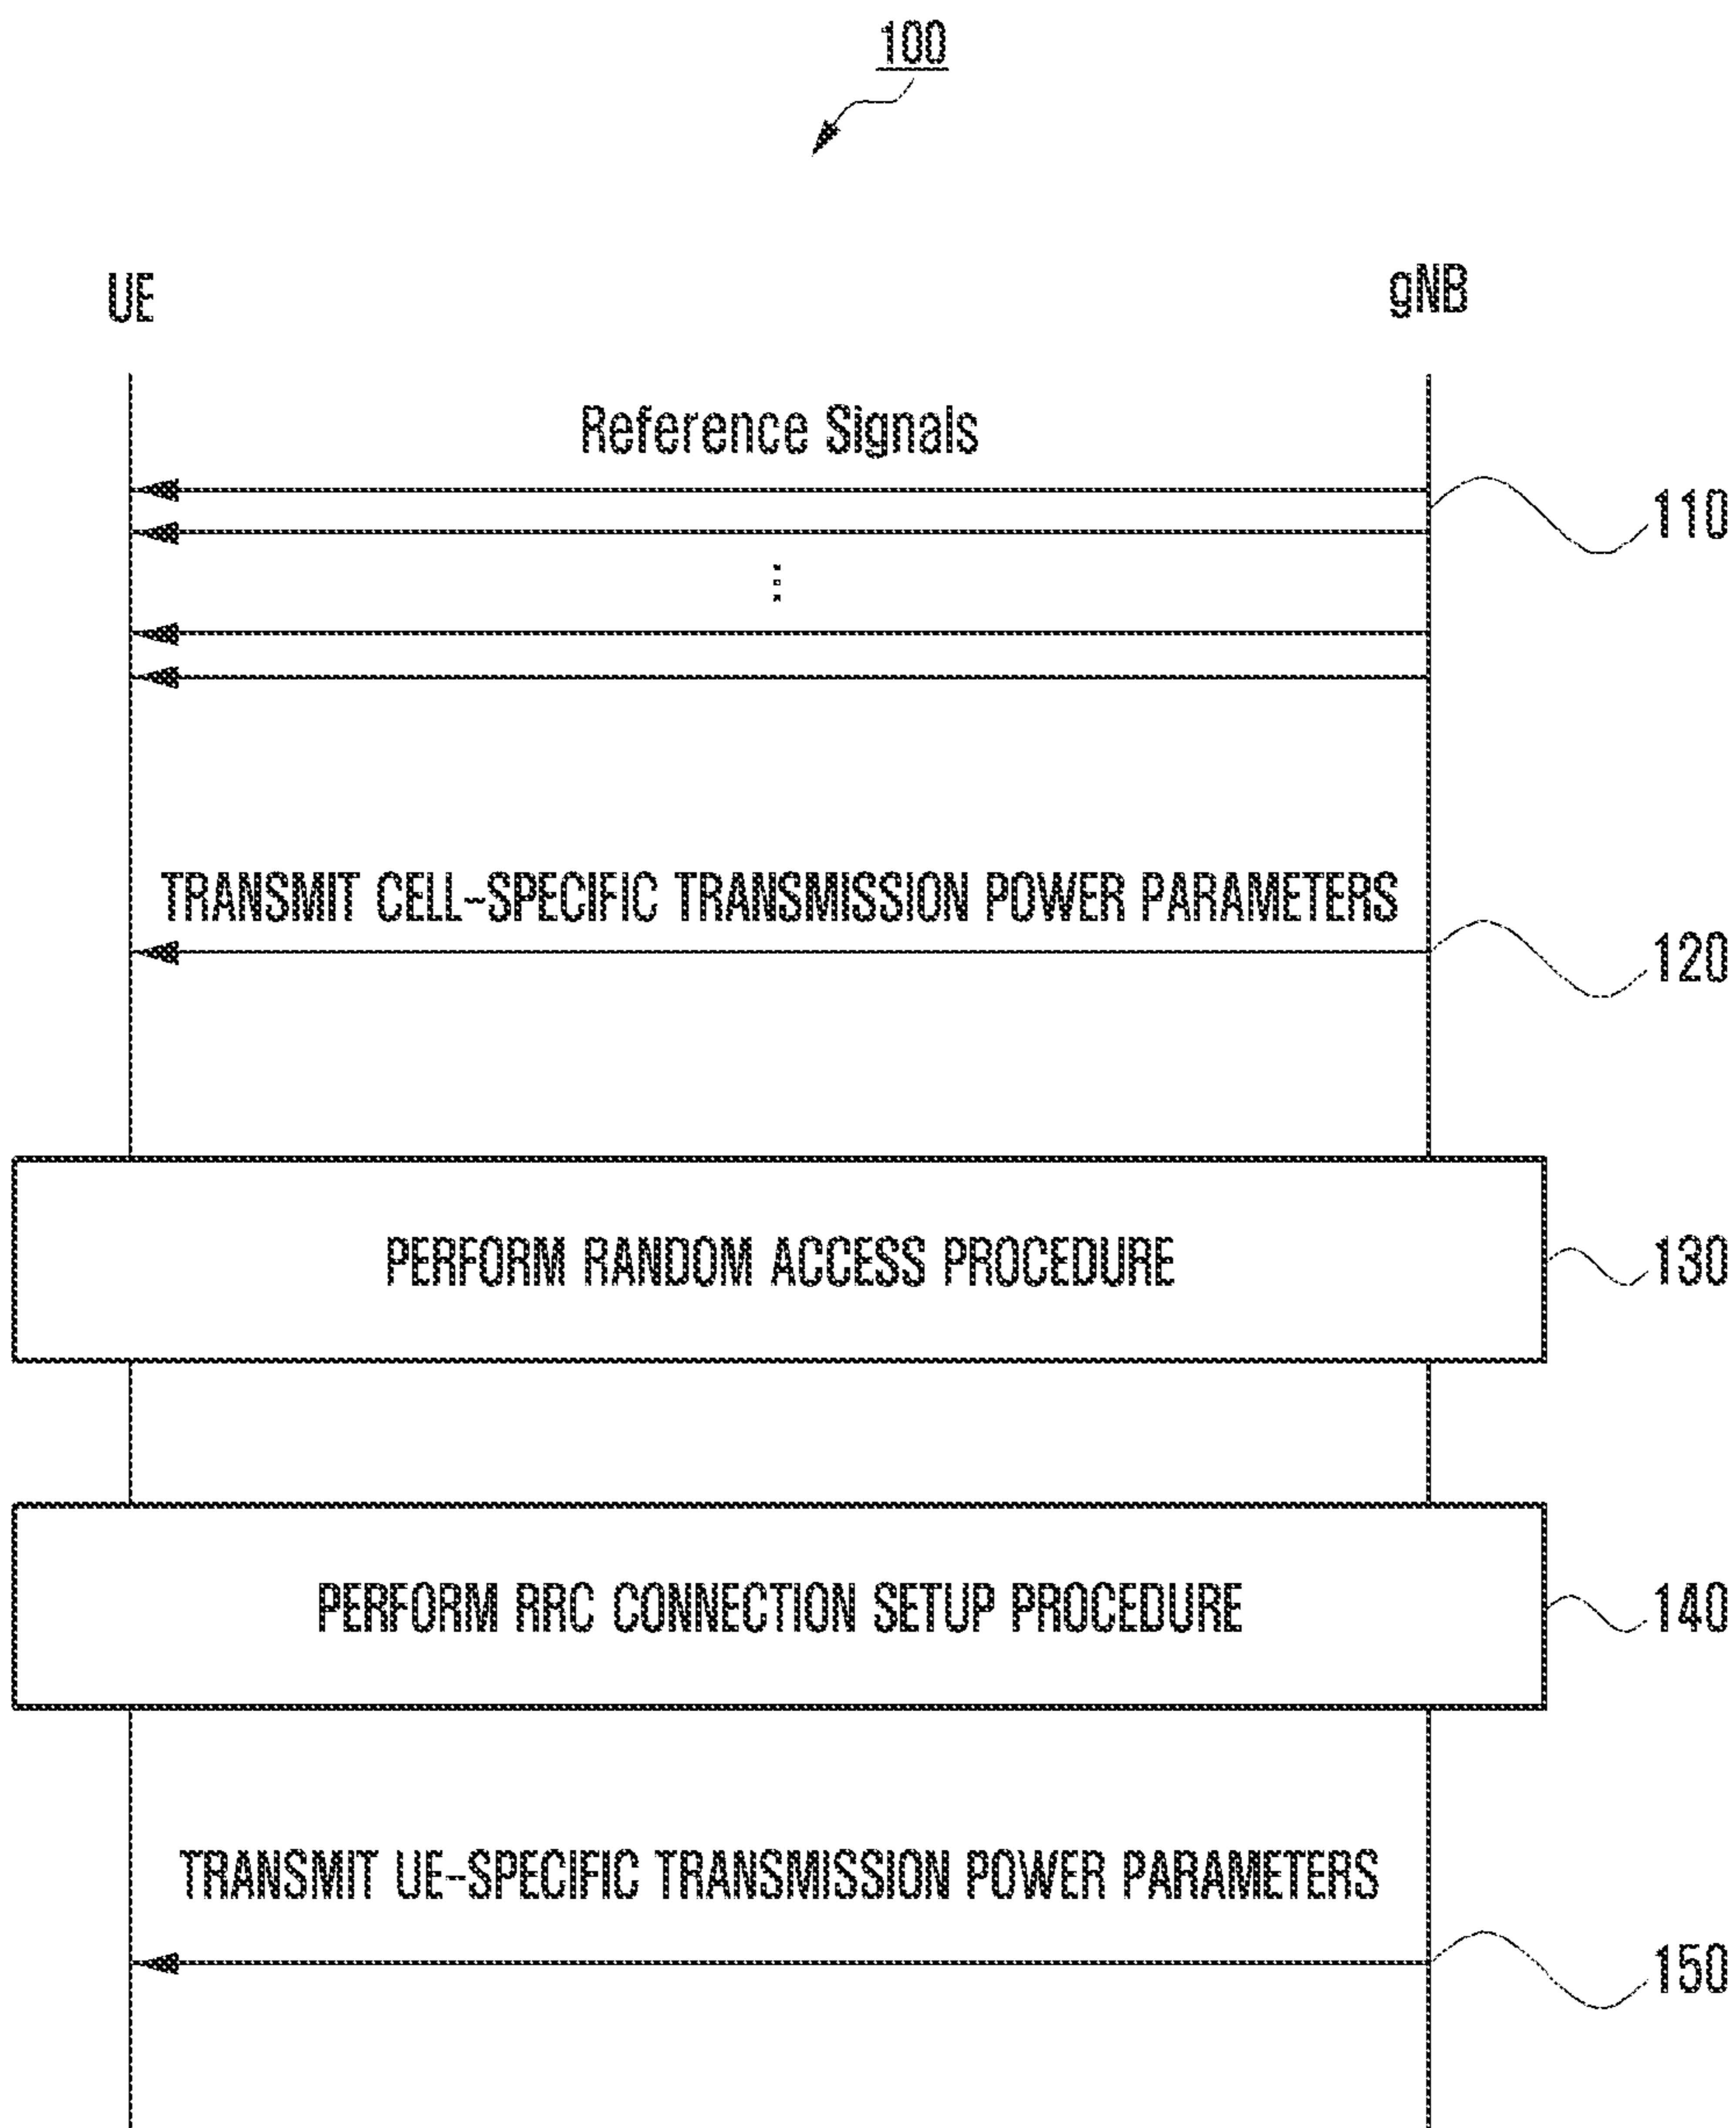 100
UE
gNB
Reference Signals
110
⋮
TRANSMIT CELL-SPECIFIC TRANSMISSION POWER PARAMETERS
120
PERFORM RANDOM ACCESS PROCEDURE
130
PERFORM RRC CONNECTION SETUP PROCEDURE
140
TRANSMIT UE-SPECIFIC TRANSMISSION POWER PARAMETERS
150